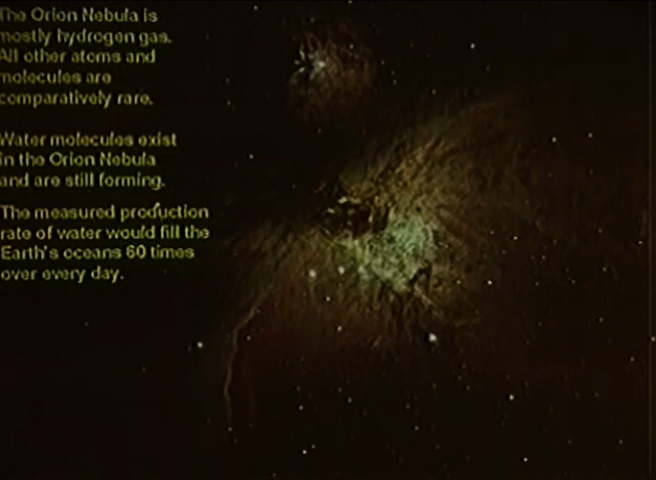 The Orion Nebula is
mostly hydrogen gas.
All other atoms and
molecules are
comparatively rare.
Water molecules exist
in the Orion Nebula
and are still forming.
The measured production
rate of water would fill the
Earth's oceans 60 times
over every day.